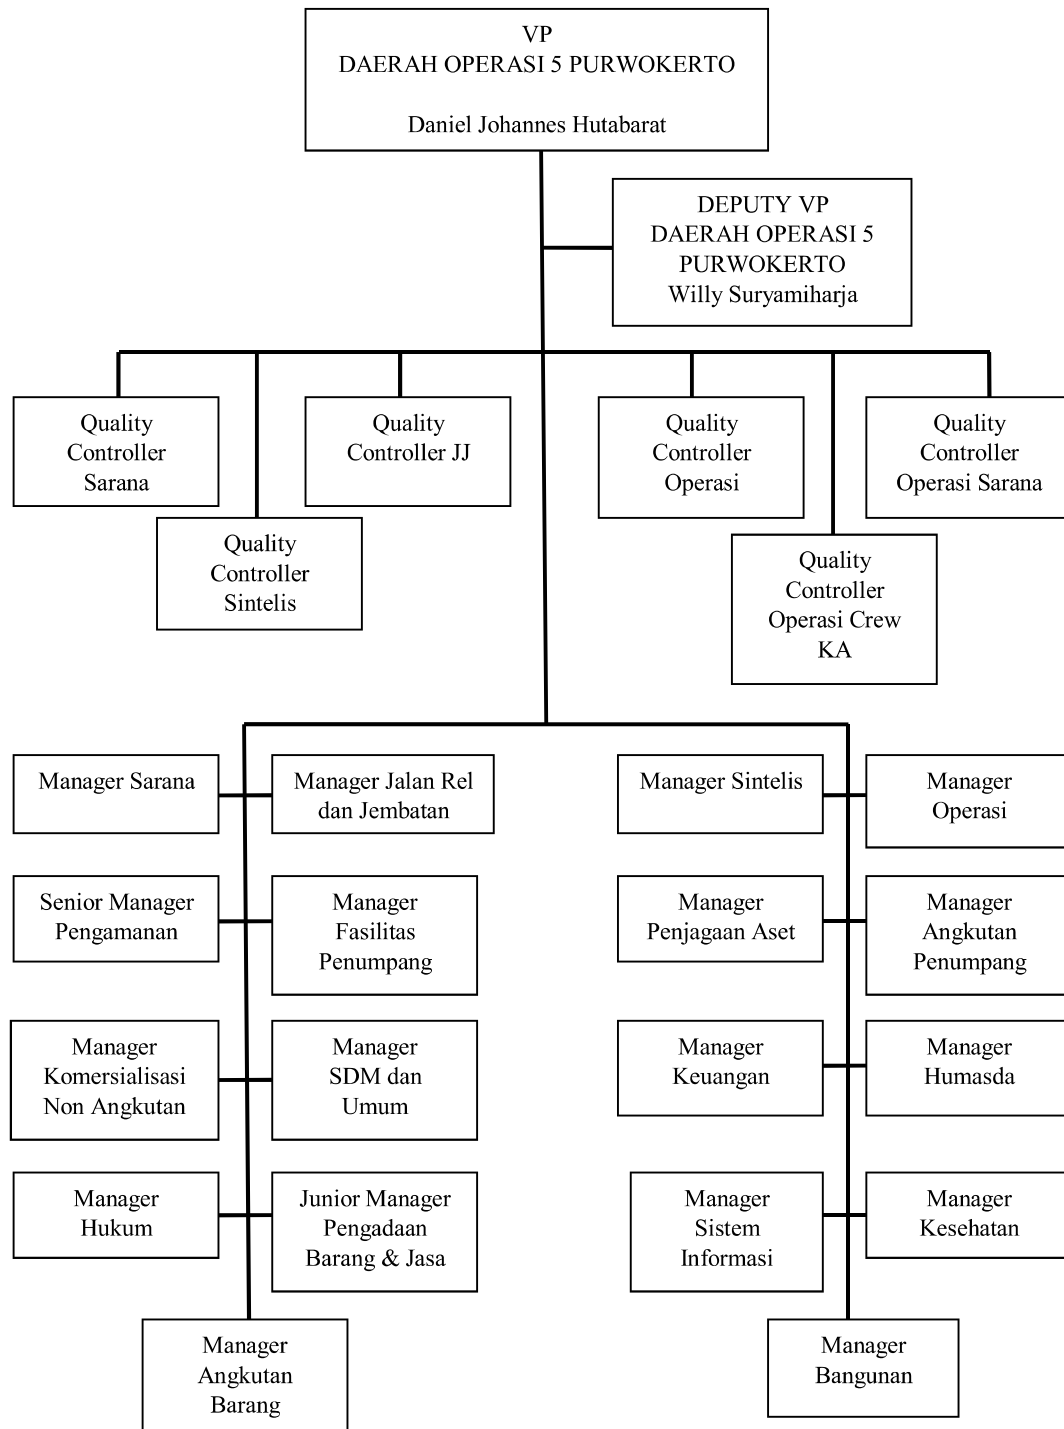 VP
DAERAH OPERASI 5 PURWOKERTO
Daniel Johannes Hutabarat
DEPUTY VP
DAERAH OPERASI 5
PURWOKERTO
Willy Suryamiharja
Quality
Controller
Sarana
Quality
Controller JJ
Quality
Controller
Operasi
Quality
Controller
Operasi Sarana
Quality
Controller
Sintelis
Quality
Controller
Operasi Crew
KA
Manager Sarana
Manager Jalan Rel
dan Jembatan
Manager Sintelis
Manager
Operasi
Senior Manager
Pengamanan
Manager
Fasilitas
Penumpang
Manager
Penjagaan Aset
Manager
Angkutan
Penumpang
Manager
Komersialisasi
Non Angkutan
Manager
SDM dan
Umum
Manager
Keuangan
Manager
Humasda
Manager
Hukum
Junior Manager
Pengadaan
Barang & Jasa
Manager
Sistem
Informasi
Manager
Kesehatan
Manager
Angkutan
Barang
Manager
Bangunan